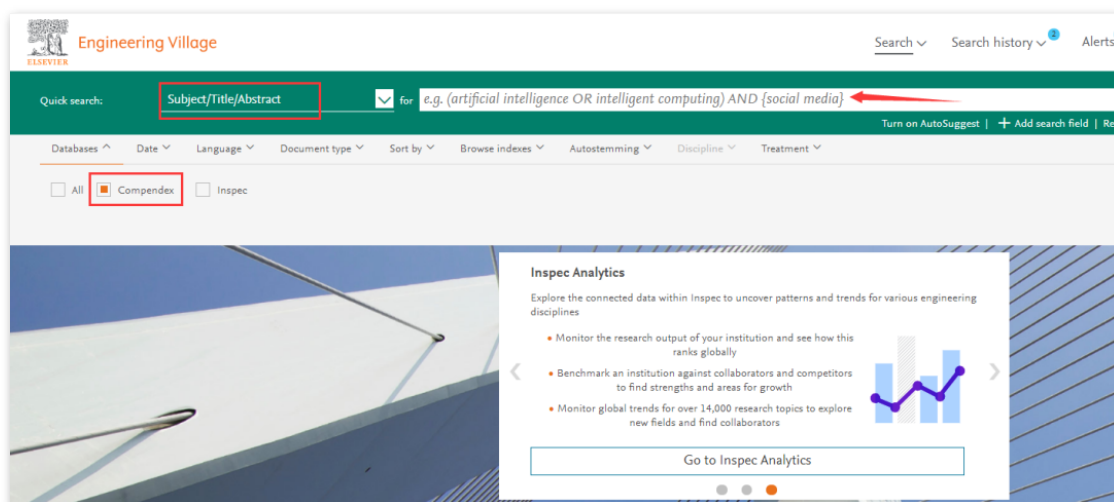 ELSEVIER
Engineering Village
Search
Search history
2
Alerts
Quick search:
Subject/Title/Abstract
for
e.g. (artificial intelligence OR intelligent computing) AND {social media}
Turn on AutoSuggest | + Add search field | Re
Databases
Date
Language
Document type
Sort by
Browse indexes
Autostemming
Discipline
Treatment
All
Compendex
Inspec
Inspec Analytics
Explore the connected data within Inspec to uncover patterns and trends for various engineering
disciplines
• Monitor the research output of your institution and see how this
ranks globally
• Benchmark an institution against collaborators and competitors
to find strengths and areas for growth
• Monitor global trends for over 14,000 research topics to explore
new fields and find collaborators
Go to Inspec Analytics